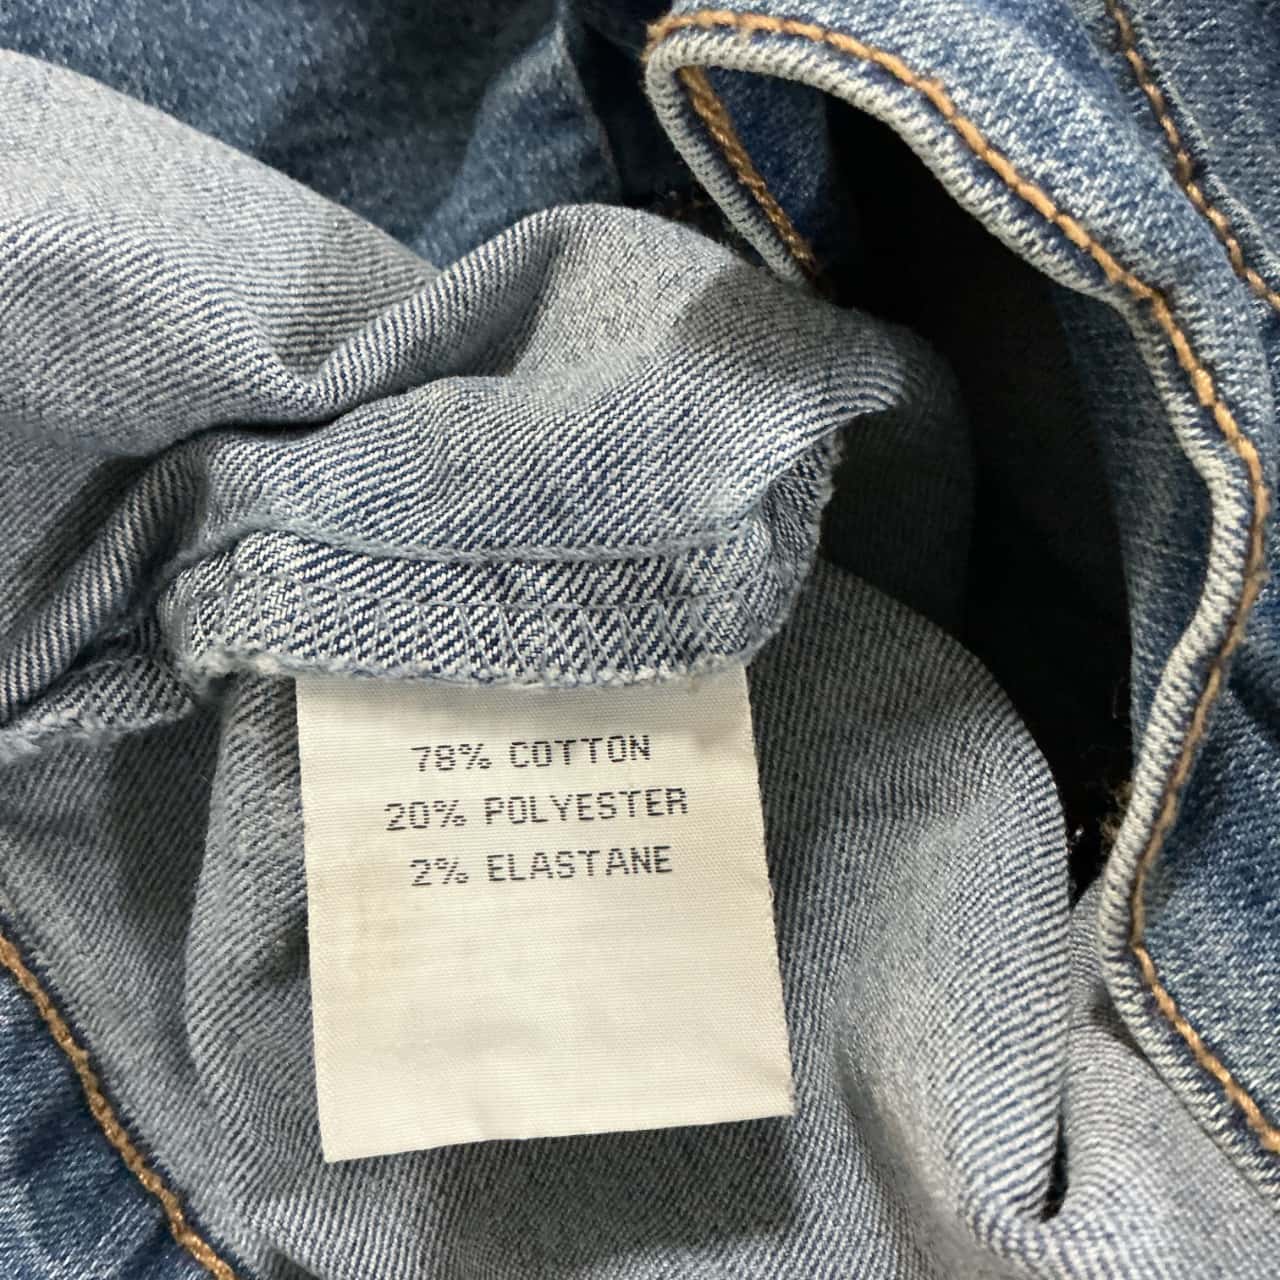 78% COTTON
20% POLYESTER
2% ELASTANE